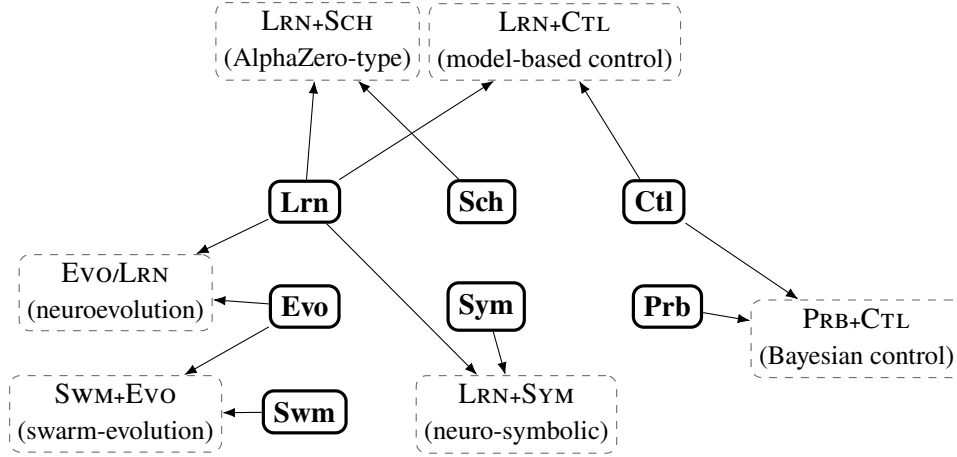 LRN+SCH
(AlphaZero-type)
LRN+CTL
(model-based control)
Lrn
Sch
Ctl
EVO/LRN
(neuroevolution)
Evo
Sym
Prb
PRB+CTL
(Bayesian control)
SWM+EVO
(swarm-evolution)
Swm
LRN+SYM
(neuro-symbolic)